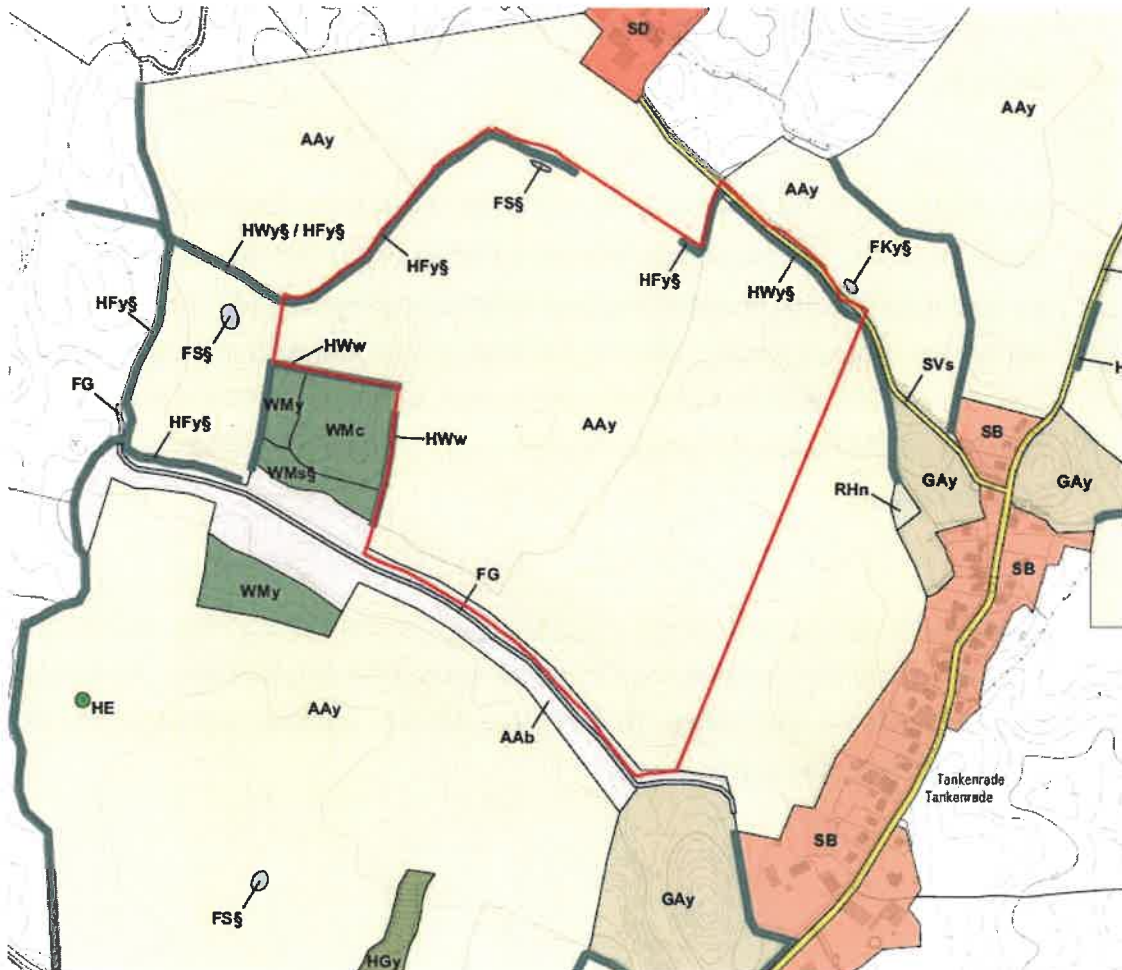 SD
AAy
AAy
AAy
FS§
HWy§ / HFy§
HFy§
HFy§
FKy§
HWy§
HFy§
FS§
HWw
SVs
H
FG
HFy§
WMy
WMc
HWw
AAy
SB
WMs§
GAy
GAy
RHn
FG
SB
WMy
HE
AAy
AAb
Tankenrade
Tankenrade
SB
FS§
GAy
HGy